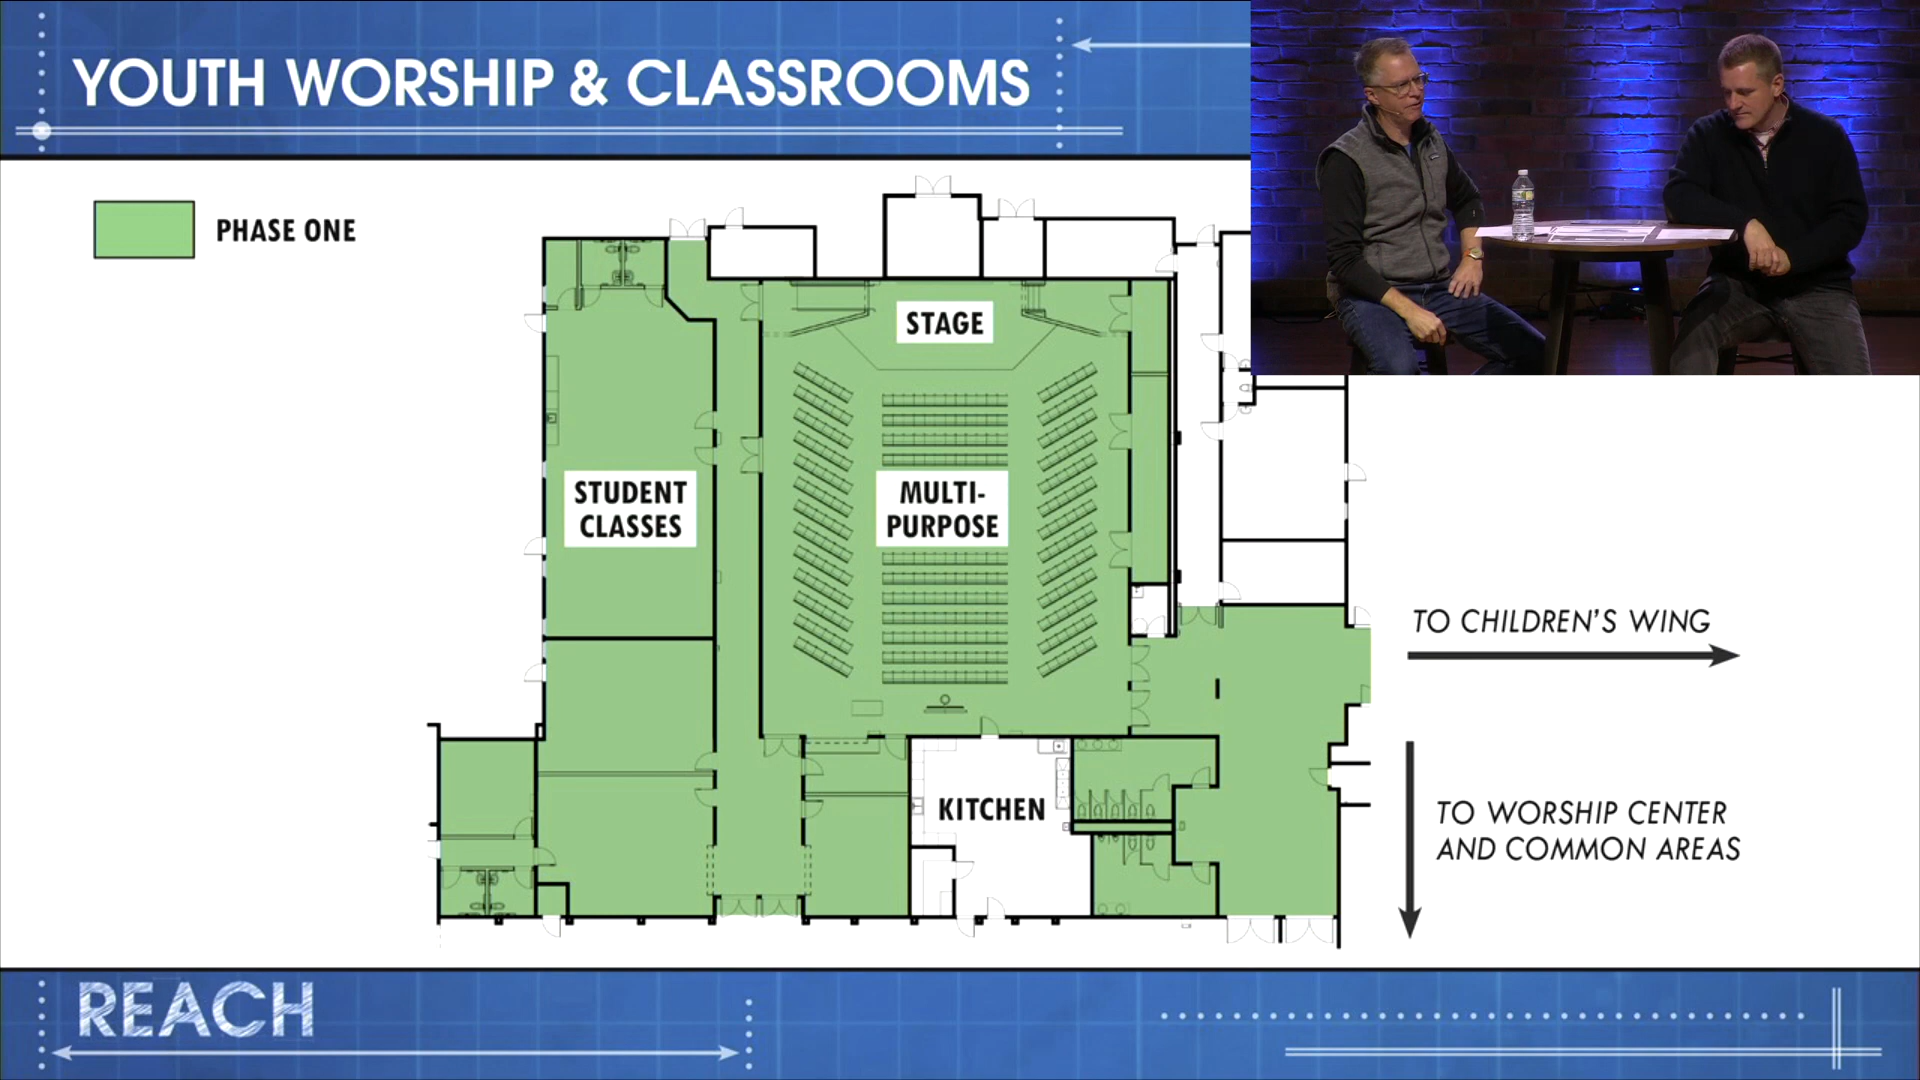 YOUTH WORSHIP & CLASSROOMS
PHASE ONE
STAGE
STUDENT
CLASSES
MULTI-
PURPOSE
KITCHEN
TO CHILDREN'S WING
TO WORSHIP CENTER
AND COMMON AREAS
REACH